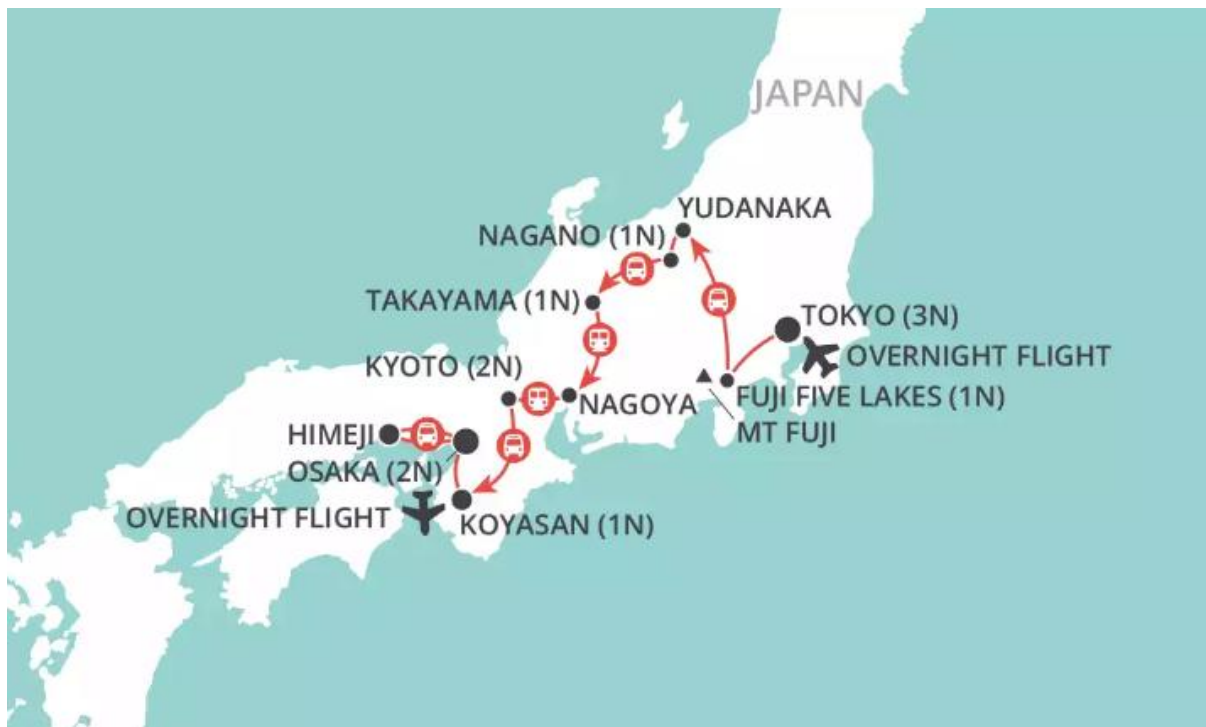 JAPAN
YUDANAKA
NAGANO (1N)
TAKAYAMA (1N)
TOKYO (3N)
OVERNIGHT FLIGHT
KYOTO (2N)
FUJI FIVE LAKES (1N)
NAGOYA
MT FUJI
HIMEJI
OSAKA (2N)
OVERNIGHT FLIGHT
KOYASAN (1N)